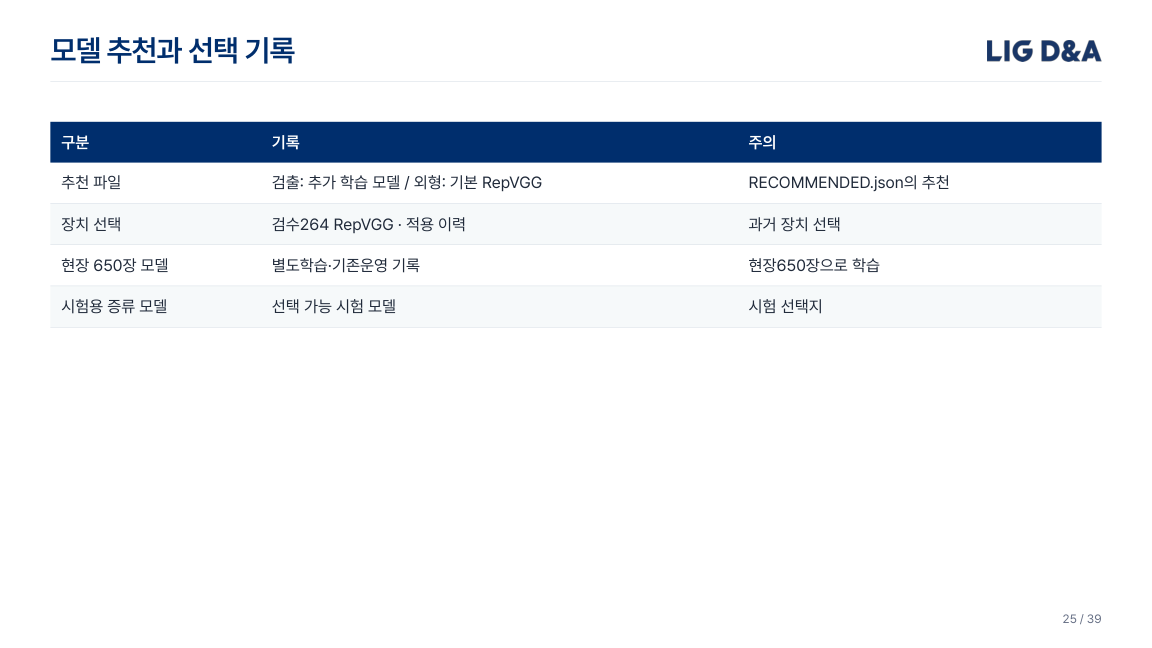 모델 추천과 선택 기록
LIG D&A
구분 기록 주의
추천 파일 검출: 추가 학습 모델 / 외형: 기본 RepVGG RECOMMENDED.json의 추천
장치 선택 검수264 RepVGG · 적용 이력 과거 장치 선택
현장 650장 모델 별도학습·기존운영 기록 현장650장으로 학습
시험용 증류 모델 선택 가능 시험 모델 시험 선택지
25 / 39